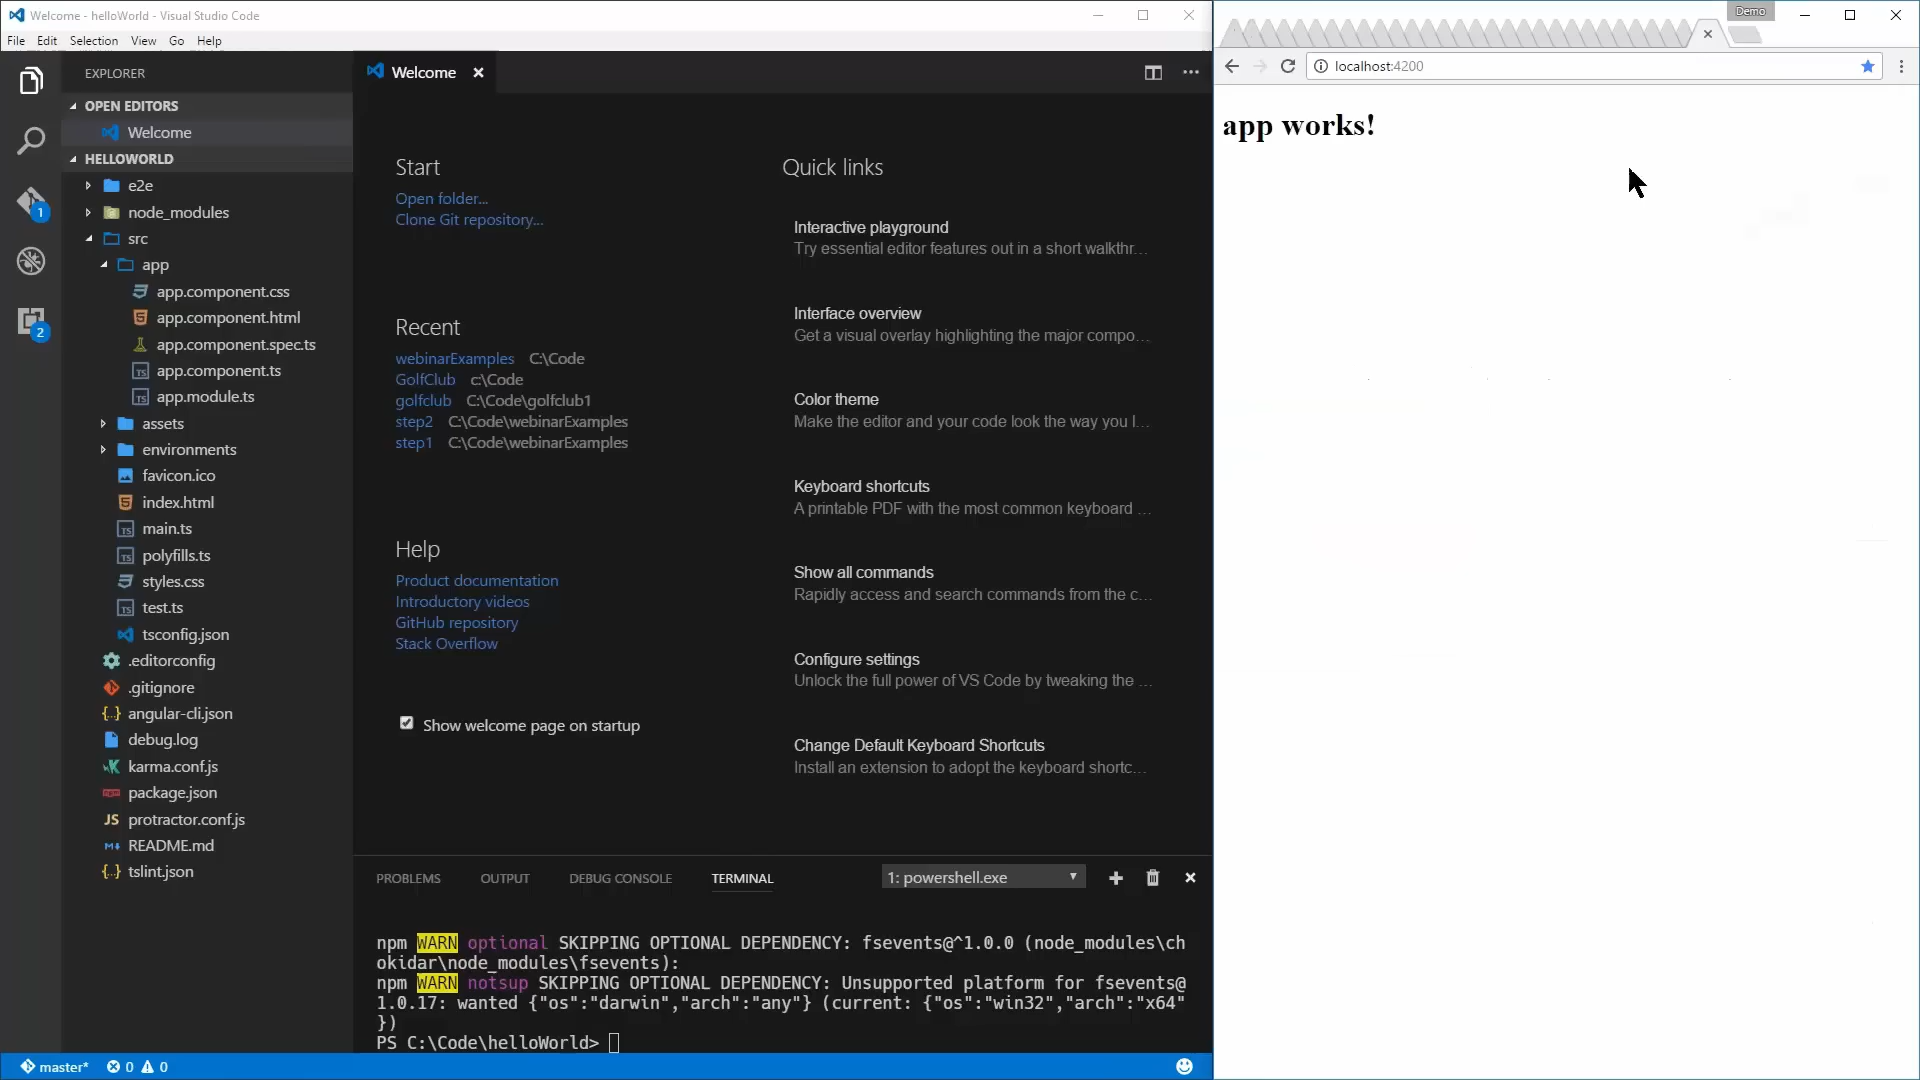 Welcome - helloWorld - Visual Studio Code
File Edit Selection View Go Help
EXPLORER
OPEN EDITORS
Welcome
HELLOWORLD
e2e
node_modules
src
app
app.component.css
app.component.html
app.component.spec.ts
app.component.ts
app.module.ts
assets
environments
favicon.ico
index.html
main.ts
polyfills.ts
styles.css
test.ts
tsconfig.json
.editorconfig
.gitignore
angular-cli.json
debug.log
karma.conf.js
package.json
protractor.conf.js
README.md
tslint.json
1
2
Welcome
Start
Open folder...
Clone Git repository...
Recent
webinarExamples C:\Code
GolfClub c:\Code
golfclub C:\Code\golfclub1
step2 C:\Code\webinarExamples
step1 C:\Code\webinarExamples
Help
Product documentation
Introductory videos
GitHub repository
Stack Overflow
Show welcome page on startup
Quick links
Interactive playground
Try essential editor features out in a short walkthr...
Interface overview
Get a visual overlay highlighting the major compo...
Color theme
Make the editor and your code look the way you l...
Keyboard shortcuts
A printable PDF with the most common keyboard ...
Show all commands
Rapidly access and search commands from the c...
Configure settings
Unlock the full power of VS Code by tweaking the ...
Change Default Keyboard Shortcuts
Install an extension to adopt the keyboard shortc...
PROBLEMS OUTPUT DEBUG CONSOLE TERMINAL 1: powershell.exe
npm WARN optional SKIPPING OPTIONAL DEPENDENCY: fsevents@^1.0.0 (node_modules\ch
okidar\node_modules\fsevents):
npm WARN notsup SKIPPING OPTIONAL DEPENDENCY: Unsupported platform for fsevents@
1.0.17: wanted {"os":"darwin","arch":"any"} (current: {"os":"win32","arch":"x64"
})
PS C:\Code\helloWorld>
master* 0 0
Demo
localhost:4200
app works!